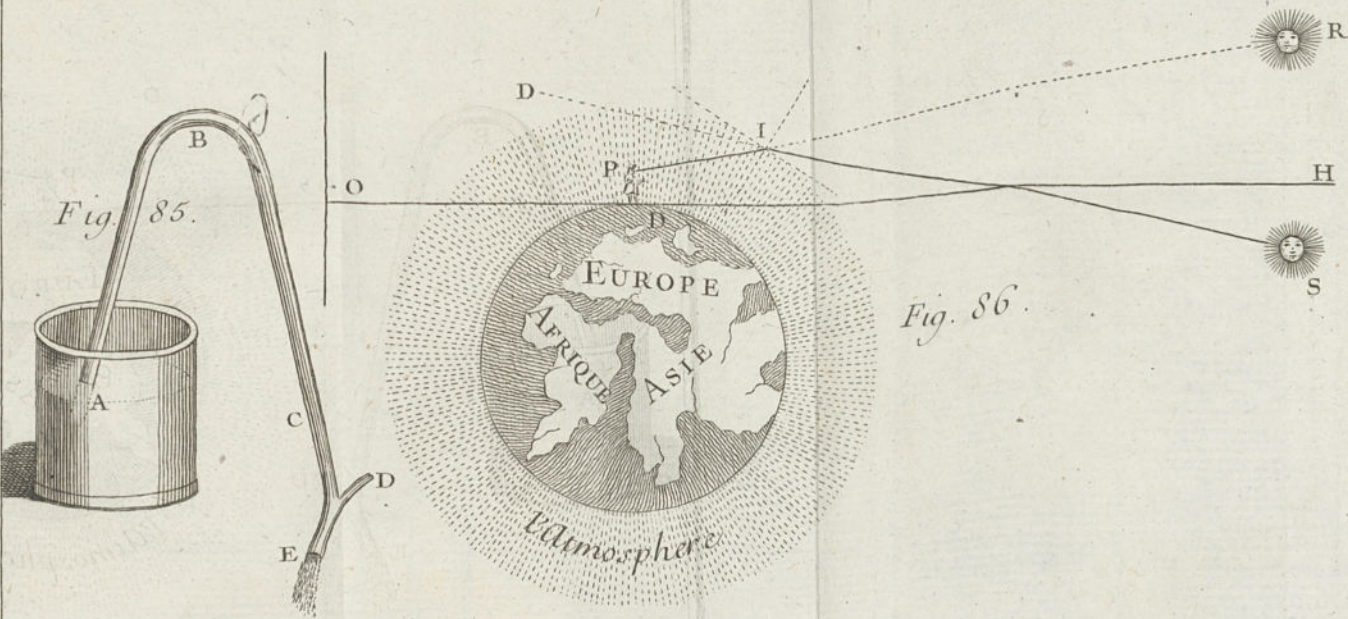 Fig. 85.
B
A
C
D
E
R
D
I
P
O
H
D
S
EUROPE
AFRIQUE
ASIE
Fig. 86.
l'Atmosphere